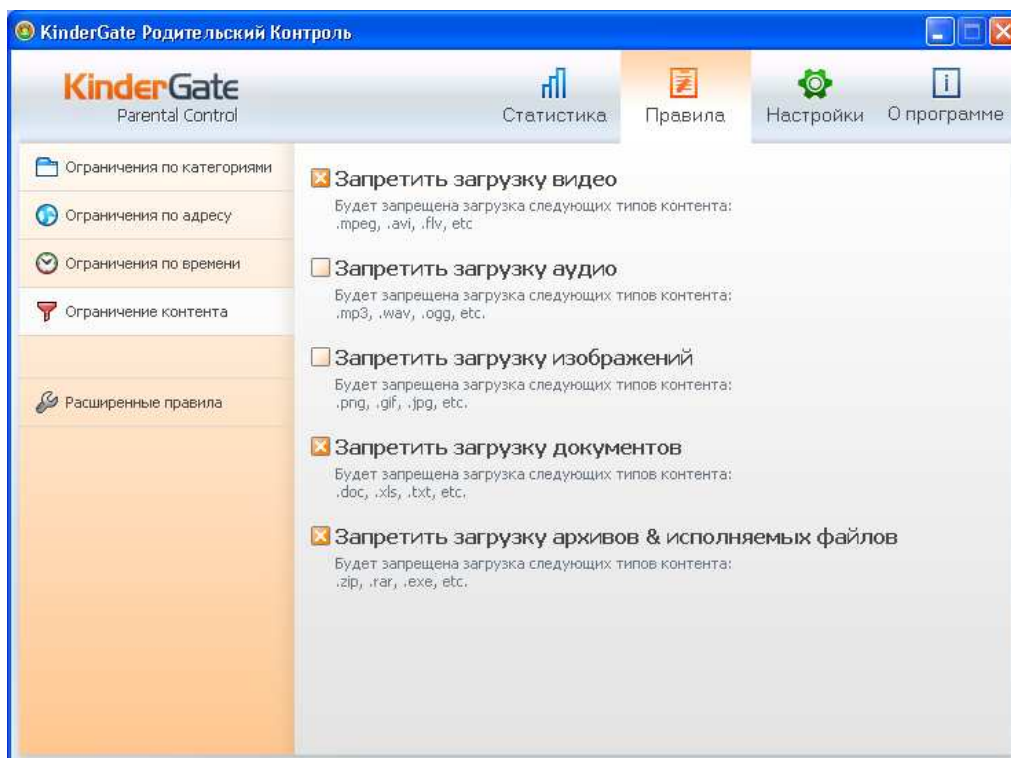 KinderGate Родительский Контроль
KinderGate
Parental Control
Статистика
Правила
Настройки
О программе
Ограничения по категориями
Ограничения по адресу
Ограничения по времени
Ограничение контента
Расширенные правила
Запретить загрузку видео
Будет запрещена загрузка следующих типов контента:
.mpeg, .avi, .flv, etc
Запретить загрузку аудио
Будет запрещена загрузка следующих типов контента:
.mp3, .wav, .ogg, etc.
Запретить загрузку изображений
Будет запрещена загрузка следующих типов контента:
.png, .gif, .jpg, etc.
Запретить загрузку документов
Будет запрещена загрузка следующих типов контента:
.doc, .xls, .txt, etc.
Запретить загрузку архивов & исполняемых файлов
Будет запрещена загрузка следующих типов контента:
.zip, .rar, .exe, etc.